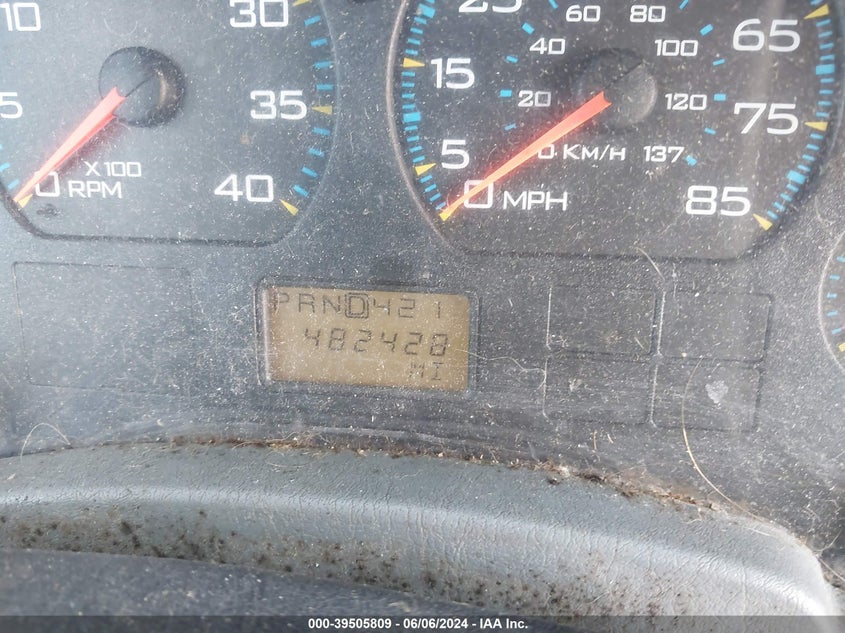 10 30
5 35
X100
0 RPM 40
25 60 80 65
15 40 100
20 120 75
5 0 KM/H 137
0 MPH 85
PRND421
482428
MI
000-39505809 - 06/06/2024 - IAA Inc.